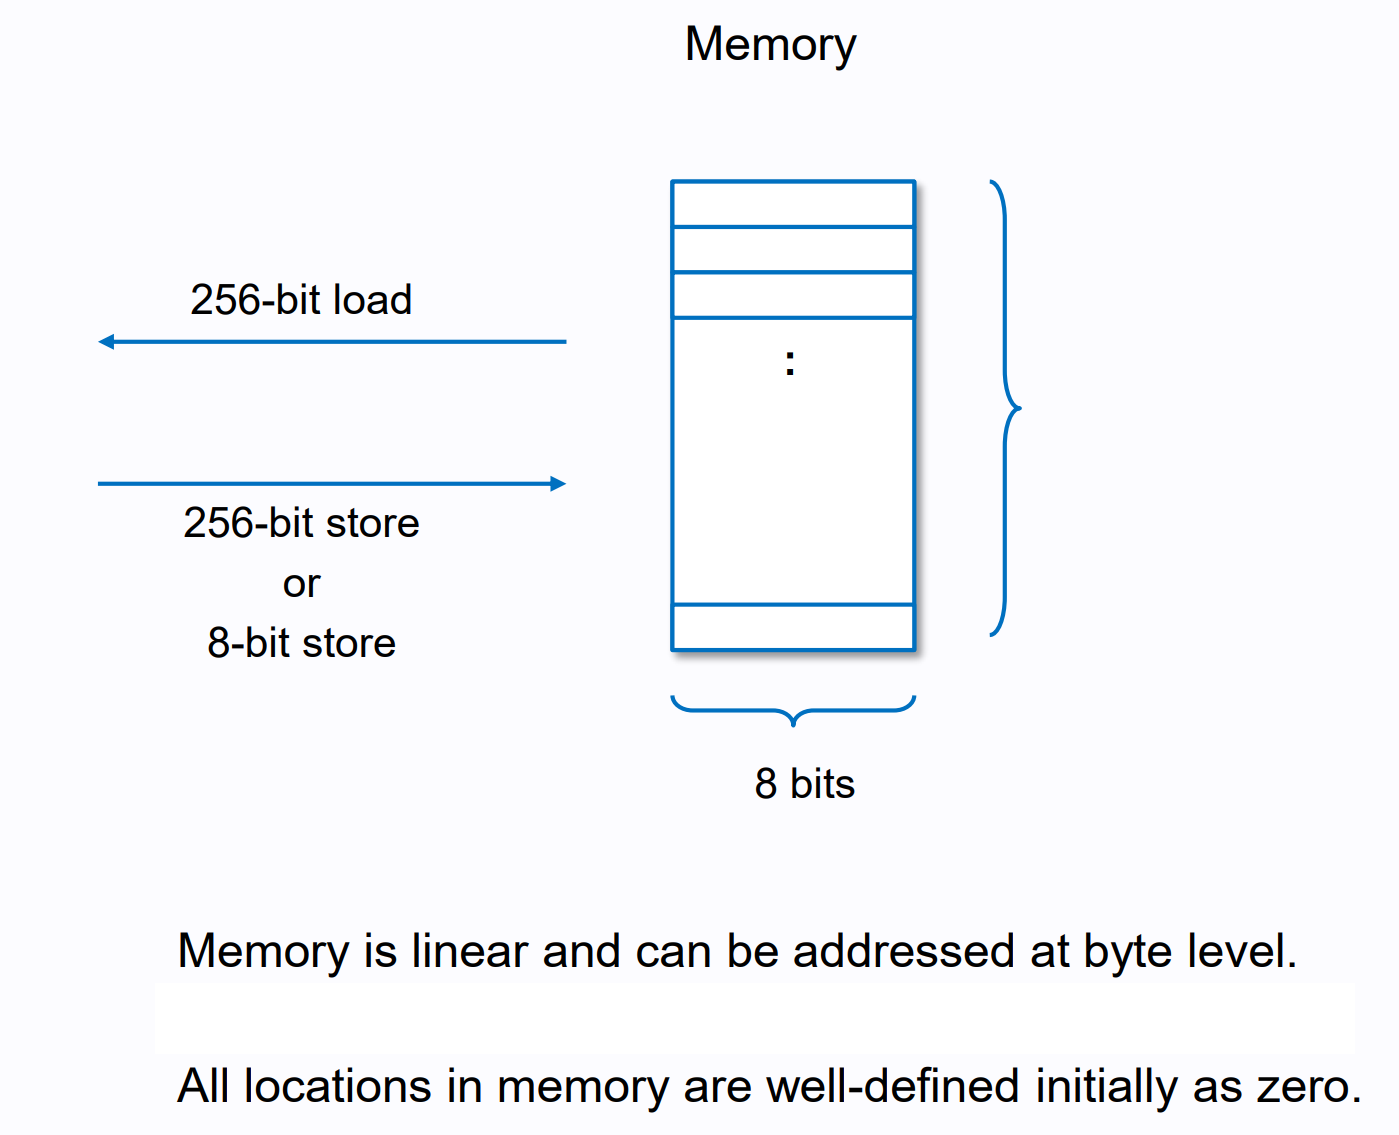 Memory
256-bit load
:
256-bit store
or
8-bit store
8 bits
Memory is linear and can be addressed at byte level.
All locations in memory are well-defined initially as zero.